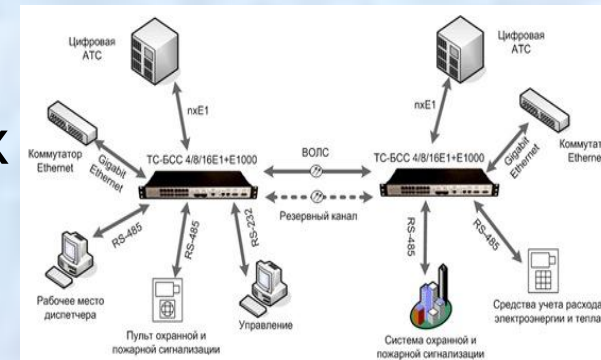 Цифровая
АТС
nxE1
Коммутатор
Ethernet
Gigabit
Ethernet
ТС-БСС 4/8/16E1+E1000
ВОЛС
Резервный канал
RS-485
RS-485
RS-232
Рабочее место
диспетчера
Пульт охранной и
пожарной сигнализации
Управление
Цифровая
АТС
nxE1
ТС-БСС 4/8/16E1+E1000
Gigabit
Ethernet
Коммутат
Etherne
RS-485
RS-485
Система охранной и
пожарной сигнализации
Средства учета расхода
электроэнергии и тепла
к